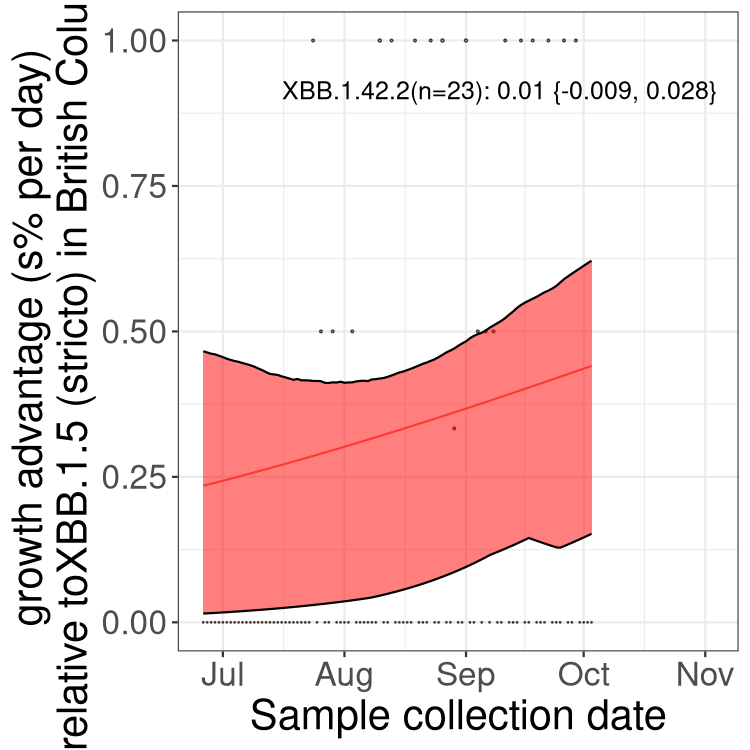 growth advantage (s% per day)
relative toXBB.1.5 (stricto) in British Colu
1.00
0.75
0.50
0.25
0.00
XBB.1.42.2(n=23): 0.01 {-0.009, 0.028}
Jul Aug Sep Oct Nov
Sample collection date